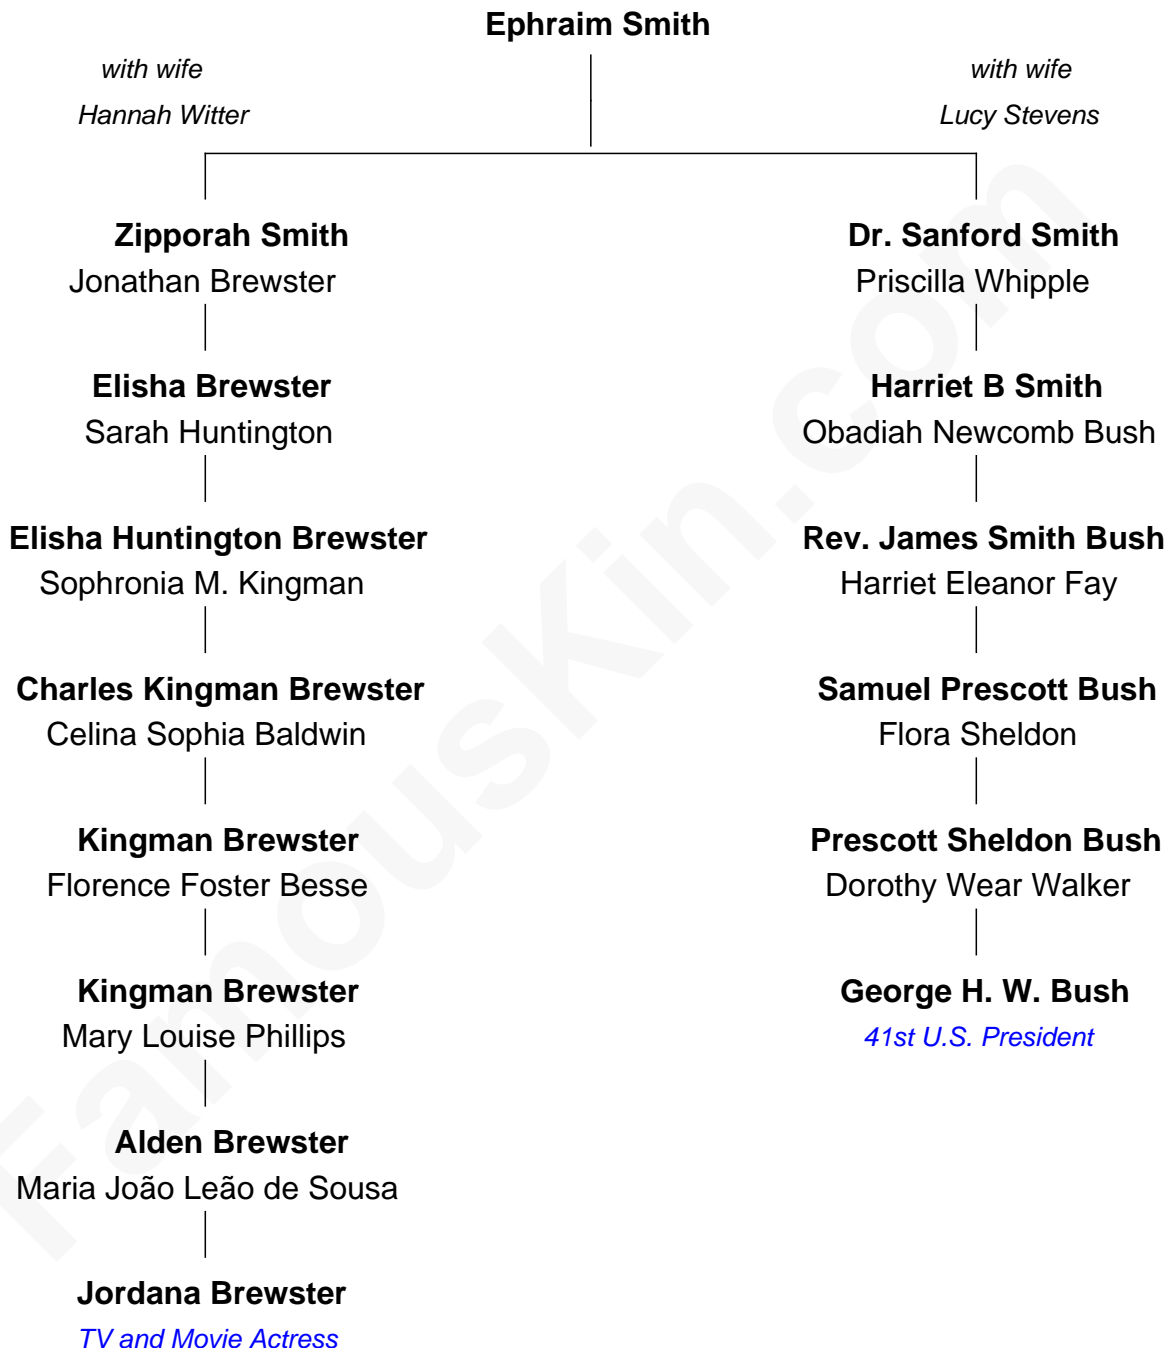 Ephraim Smith
with wife
Hannah Witter
with wife
Lucy Stevens
Zipporah Smith
Jonathan Brewster
Dr. Sanford Smith
Priscilla Whipple
Elisha Brewster
Sarah Huntington
Harriet B Smith
Obadiah Newcomb Bush
Elisha Huntington Brewster
Sophronia M. Kingman
Rev. James Smith Bush
Harriet Eleanor Fay
Charles Kingman Brewster
Celina Sophia Baldwin
Samuel Prescott Bush
Flora Sheldon
Kingman Brewster
Florence Foster Besse
Prescott Sheldon Bush
Dorothy Wear Walker
Kingman Brewster
Mary Louise Phillips
George H. W. Bush
41st U.S. President
Alden Brewster
Maria João Leão de Sousa
Jordana Brewster
TV and Movie Actress
FamousKin.com